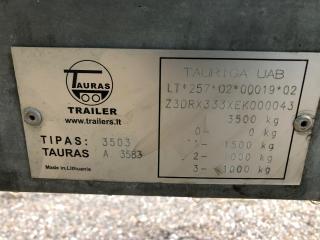 TAURAS
TRAILER
www.trailers.lt
TIPAS: 3503
TAURAS A 3583
Made in Lithuania
TAURIGA UAB
LT*257*02*00019*02
Z3DRX333XEK000043
3500 kg
0- 0 kg
1- 1500 kg
2- 1000 kg
3- 1000 kg